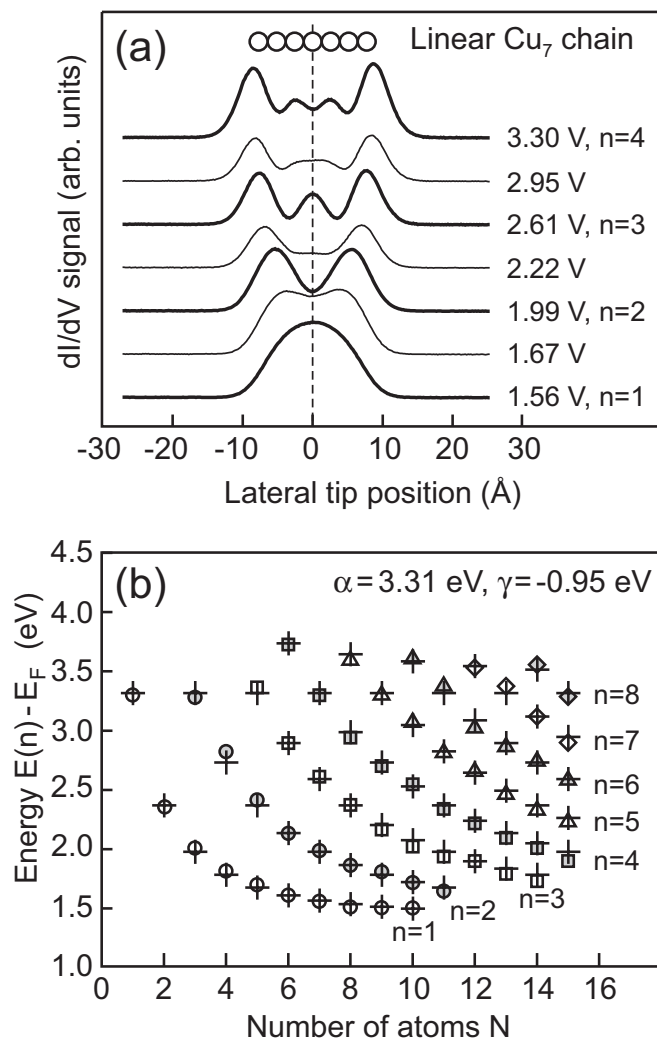 (a)
Linear Cu₇ chain
dI/dV signal (arb. units)
3.30 V, n=4
2.95 V
2.61 V, n=3
2.22 V
1.99 V, n=2
1.67 V
1.56 V, n=1
-30 -20 -10 0 10 20 30
Lateral tip position (Å)
(b)
α=3.31 eV, γ=-0.95 eV
Energy E(n) - E_F (eV)
4.5
4.0
3.5
3.0
2.5
2.0
1.5
1.0
n=8
n=7
n=6
n=5
n=4
n=3
n=2
n=1
0 2 4 6 8 10 12 14 16
Number of atoms N